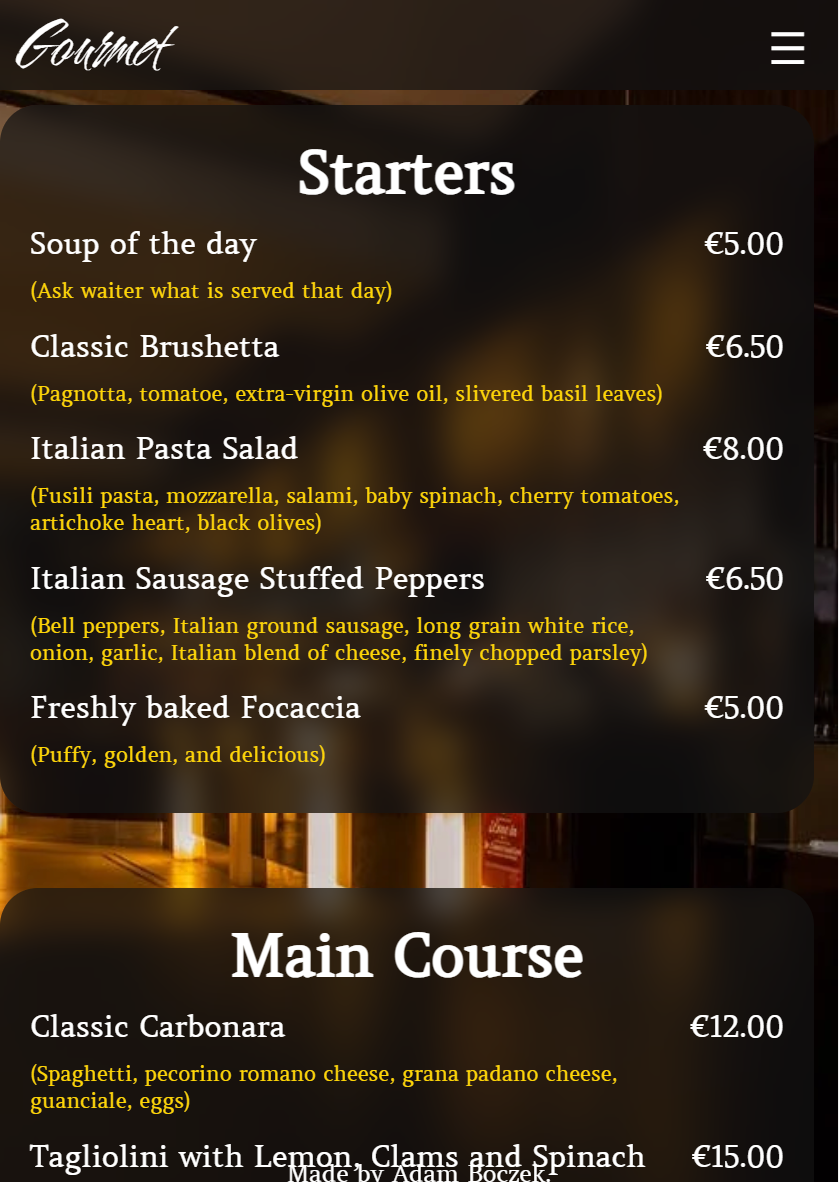 Gourmet
Starters
Soup of the day €5.00
(Ask waiter what is served that day)
Classic Brushetta €6.50
(Pagnotta, tomatoe, extra-virgin olive oil, slivered basil leaves)
Italian Pasta Salad €8.00
(Fusili pasta, mozzarella, salami, baby spinach, cherry tomatoes,
artichoke heart, black olives)
Italian Sausage Stuffed Peppers €6.50
(Bell peppers, Italian ground sausage, long grain white rice,
onion, garlic, Italian blend of cheese, finely chopped parsley)
Freshly baked Focaccia €5.00
(Puffy, golden, and delicious)
Main Course
Classic Carbonara €12.00
(Spaghetti, pecorino romano cheese, grana padano cheese,
guanciale, eggs)
Tagliolini with Lemon, Clams and Spinach €15.00
Made by Adam Boczek.